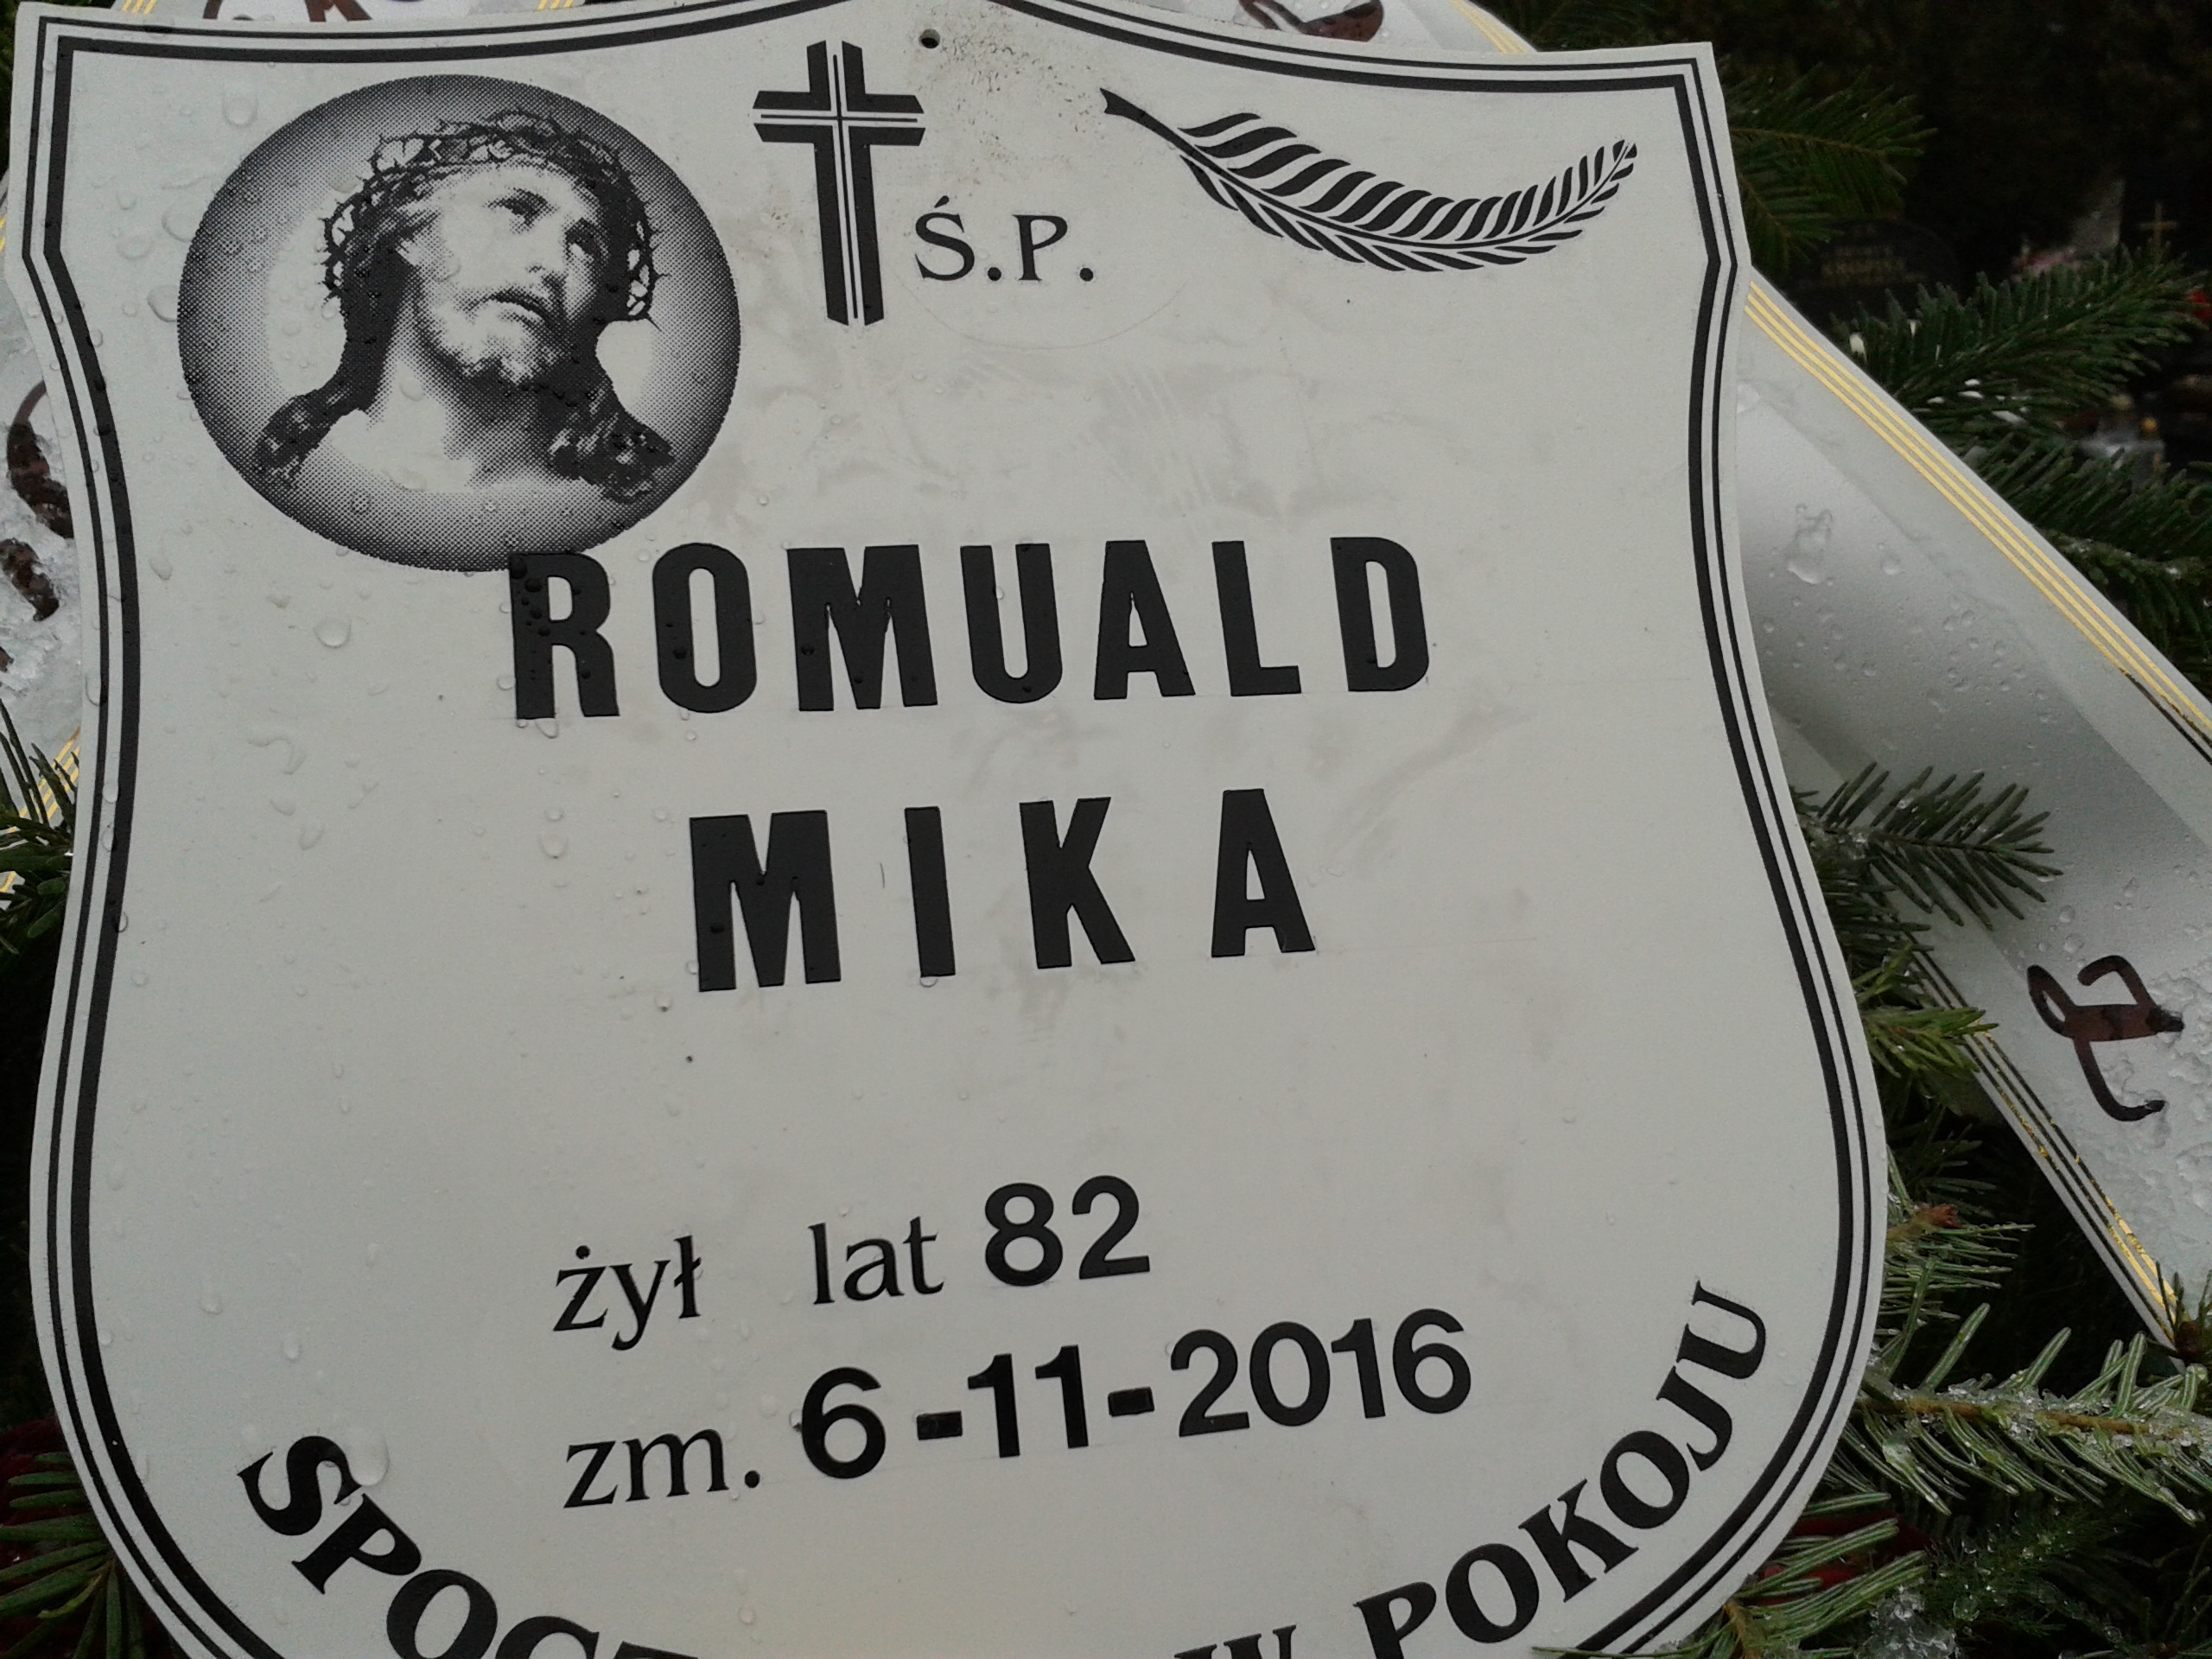 Ś.P.
ROMUALD
MIKA
żył lat 82
zm. 6-11-2016
W POKOJU